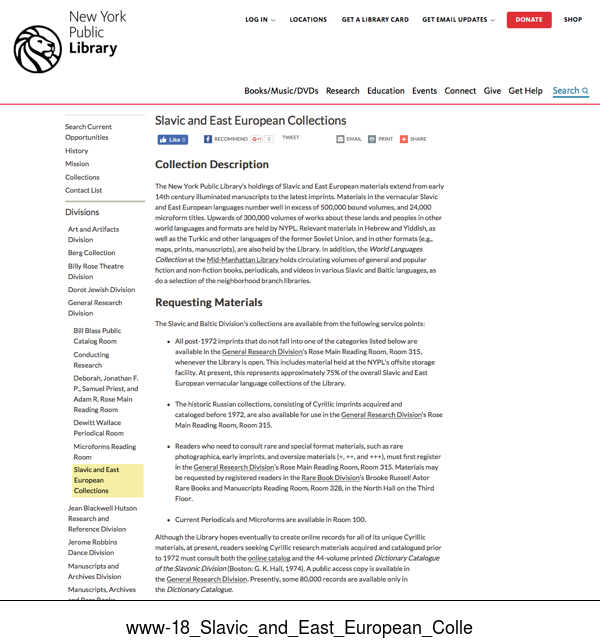 New York
Public
Library
LOG IN
LOCATIONS
GET A LIBRARY CARD
GET EMAIL UPDATES
DONATE
SHOP
Books/Music/DVDs
Research
Education
Events
Connect
Give
Get Help
Search
Search Current
Opportunities
History
Mission
Collections
Contact List
Divisions
Art and Artifacts
Division
Berg Collection
Billy Rose Theatre
Division
Dorot Jewish Division
General Research
Division
Bill Blass Public
Catalog Room
Conducting
Research
Deborah, Jonathan F.
P., Samuel Priest, and
Adam R. Rose Main
Reading Room
Dewitt Wallace
Periodical Room
Microforms Reading
Room
Slavic and East
European
Collections
Jean Blackwell Hutson
Research and
Reference Division
Jerome Robbins
Dance Division
Manuscripts and
Archives Division
Manuscripts, Archives
and Rare Books
Slavic and East European Collections
Like 0
RECOMMEND
G+1
0
TWEET
EMAIL
PRINT
SHARE
Collection Description
The New York Public Library's holdings of Slavic and East European materials extend from early
14th century illuminated manuscripts to the latest imprints. Materials in the vernacular Slavic
and East European languages number well in excess of 500,000 bound volumes, and 24,000
microform titles. Upwards of 300,000 volumes of works about these lands and peoples in other
world languages and formats are held by NYPL. Relevant materials in Hebrew and Yiddish, as
well as the Turkic and other languages of the former Soviet Union, and in other formats (e.g.,
maps, prints, manuscripts), are also held by the Library. In addition, the World Languages
Collection at the Mid-Manhattan Library holds circulating volumes of general and popular
fiction and non-fiction books, periodicals, and videos in various Slavic and Baltic languages, as
do a selection of the neighborhood branch libraries.
Requesting Materials
The Slavic and Baltic Division's collections are available from the following service points:
• All post-1972 imprints that do not fall into one of the categories listed below are
available in the General Research Division's Rose Main Reading Room, Room 315,
whenever the Library is open. This includes material held at the NYPL's offsite storage
facility. At present, this represents approximately 75% of the overall Slavic and East
European vernacular language collections of the Library.
• The historic Russian collections, consisting of Cyrillic imprints acquired and
cataloged before 1972, are also available for use in the General Research Division's Rose
Main Reading Room, Room 315.
• Readers who need to consult rare and special format materials, such as rare
photographica, early imprints, and oversize materials (+, ++, and +++), must first register
in the General Research Division's Rose Main Reading Room, Room 315. Materials may
be requested by registered readers in the Rare Book Division's Brooke Russell Astor
Rare Books and Manuscripts Reading Room, Room 328, in the North Hall on the Third
Floor.
• Current Periodicals and Microforms are available in Room 100.
Although the Library hopes eventually to create online records for all of its unique Cyrillic
materials, at present, readers seeking Cyrillic research materials acquired and catalogued prior
to 1972 must consult both the online catalog and the 44-volume printed Dictionary Catalogue
of the Slavonic Division (Boston: G. K. Hall, 1974). A public access copy is available in
the General Research Division. Presently, some 80,000 records are available only in
the Dictionary Catalogue.
www-18_Slavic_and_East_European_Colle